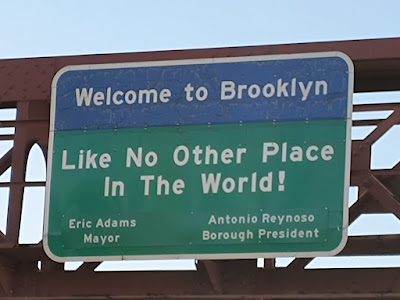 Welcome to Brooklyn
Like No Other Place
In The World!
Eric Adams
Mayor
Antonio Reynoso
Borough President